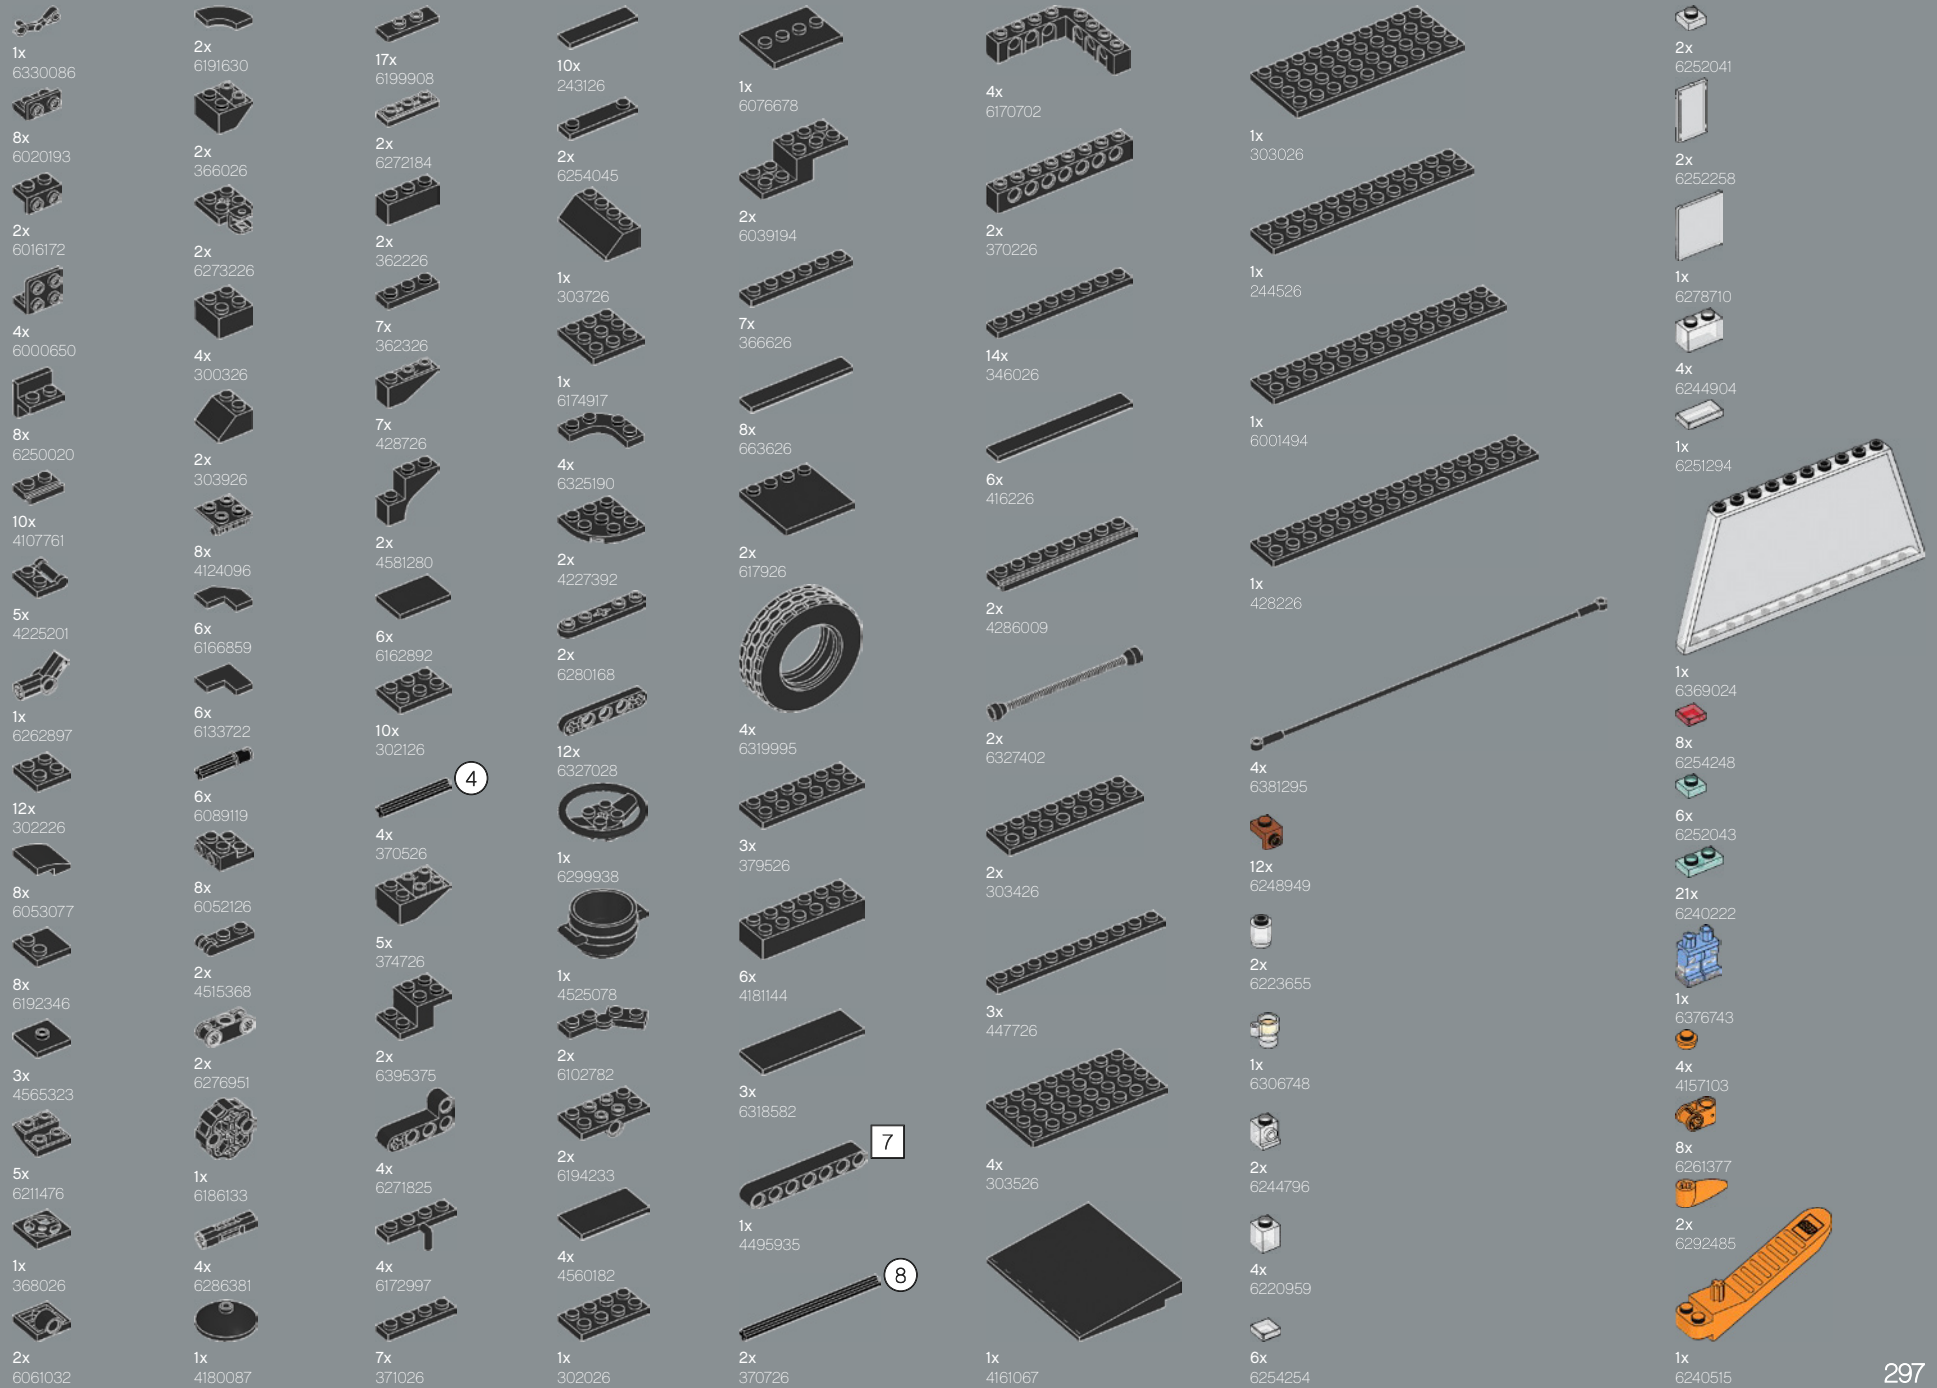 1x
6330086
8x
6020193
2x
6016172
4x
6000650
8x
6250020
10x
4107761
5x
4225201
1x
6262897
12x
302226
8x
6053077
8x
6192346
3x
4565323
5x
6211476
1x
368026
2x
6061032
2x
6191630
2x
366026
2x
6273226
4x
300326
2x
303926
8x
4124096
6x
6166859
6x
6133722
6x
6089119
8x
6052126
2x
4515368
2x
6276951
1x
6186133
4x
6286381
1x
4180087
17x
6199908
2x
6272184
2x
362226
7x
362326
7x
428726
2x
4581280
6x
6162892
10x
302126
4
4x
370526
5x
374726
2x
6395375
4x
6271825
4x
6172997
7x
371026
10x
243126
2x
6254045
1x
303726
1x
6174917
4x
6325190
2x
4227392
2x
6280168
12x
6327028
1x
6299938
1x
4525078
2x
6102782
2x
6194233
4x
4560182
1x
302026
1x
6076678
2x
6039194
7x
366626
8x
663626
2x
617926
4x
6319995
3x
379526
6x
4181144
3x
6318582
7
1x
4495935
8
2x
370726
4x
6170702
2x
370226
14x
346026
6x
416226
2x
4286009
2x
6327402
2x
303426
3x
447726
4x
303526
1x
4161067
1x
303026
1x
244526
1x
6001494
1x
428226
4x
6381295
12x
6248949
2x
6223655
1x
6306748
2x
6244796
4x
6220959
6x
6254254
2x
6252041
2x
6252258
1x
6278710
4x
6244904
1x
6251294
1x
6369024
8x
6254248
6x
6252043
21x
6240222
1x
6376743
4x
4157103
8x
6261377
2x
6292485
1x
6240515
297